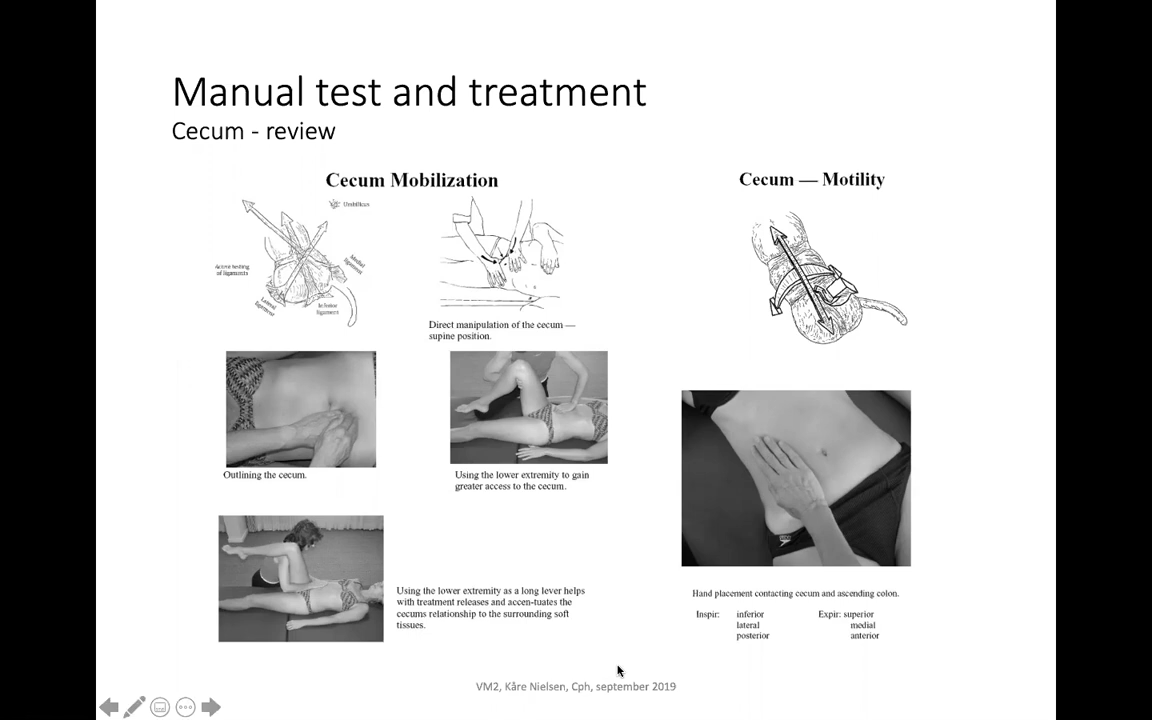 Manual test and treatment
Cecum - review
Cecum Mobilization
Umbilicus
Active testing
of ligaments
Medial
ligament
Lateral
ligament
Inferior
ligament
Direct manipulation of the cecum —
supine position.
Outlining the cecum.
Using the lower extremity to gain
greater access to the cecum.
Using the lower extremity as a long lever helps
with treatment releases and accen-tuates the
cecums relationship to the surrounding soft
tissues.
Cecum — Motility
Hand placement contacting cecum and ascending colon.
Inspir: inferior Expir: superior
lateral medial
posterior anterior
VM2, Kåre Nielsen, Cph, september 2019